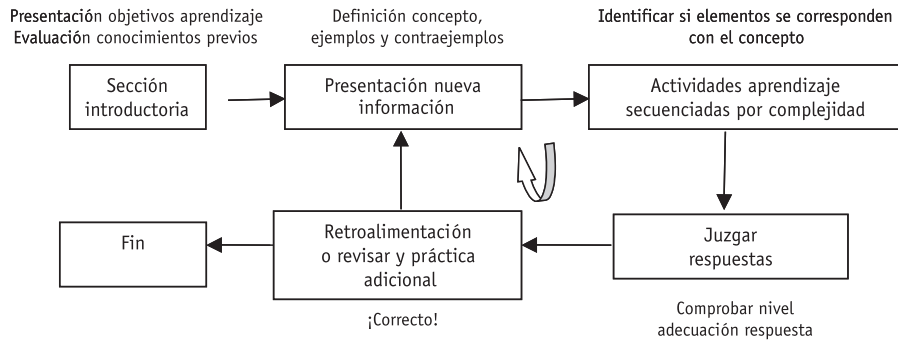 Presentación objetivos aprendizaje
Evaluación conocimientos previos
Definición concepto,
ejemplos y contraejemplos
Identificar si elementos se corresponden
con el concepto
Sección
introductoria
Presentación nueva
información
Actividades aprendizaje
secuenciadas por complejidad
Fin
Retroalimentación
o revisar y práctica
adicional
Juzgar
respuestas
¡Correcto!
Comprobar nivel
adecuación respuesta